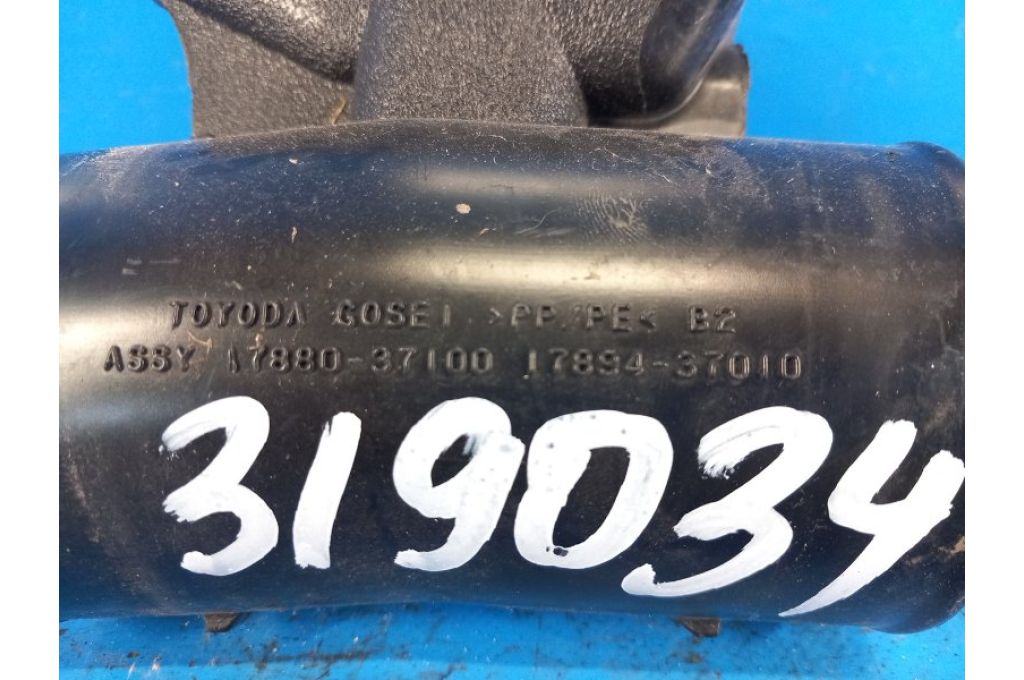 TOYODA GOSEI >PP/PE< B2
ASSY 17880-37100 17894-37010
319034